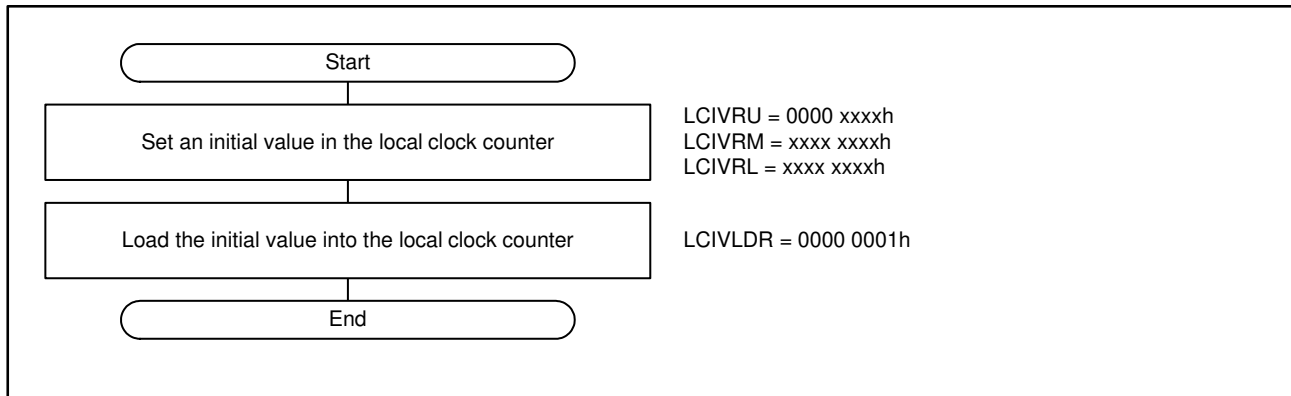 Start
Set an initial value in the local clock counter
LCIVRU = 0000 xxxxh
LCIVRM = xxxx xxxxh
LCIVRL = xxxx xxxxh
Load the initial value into the local clock counter
LCIVLDR = 0000 0001h
End